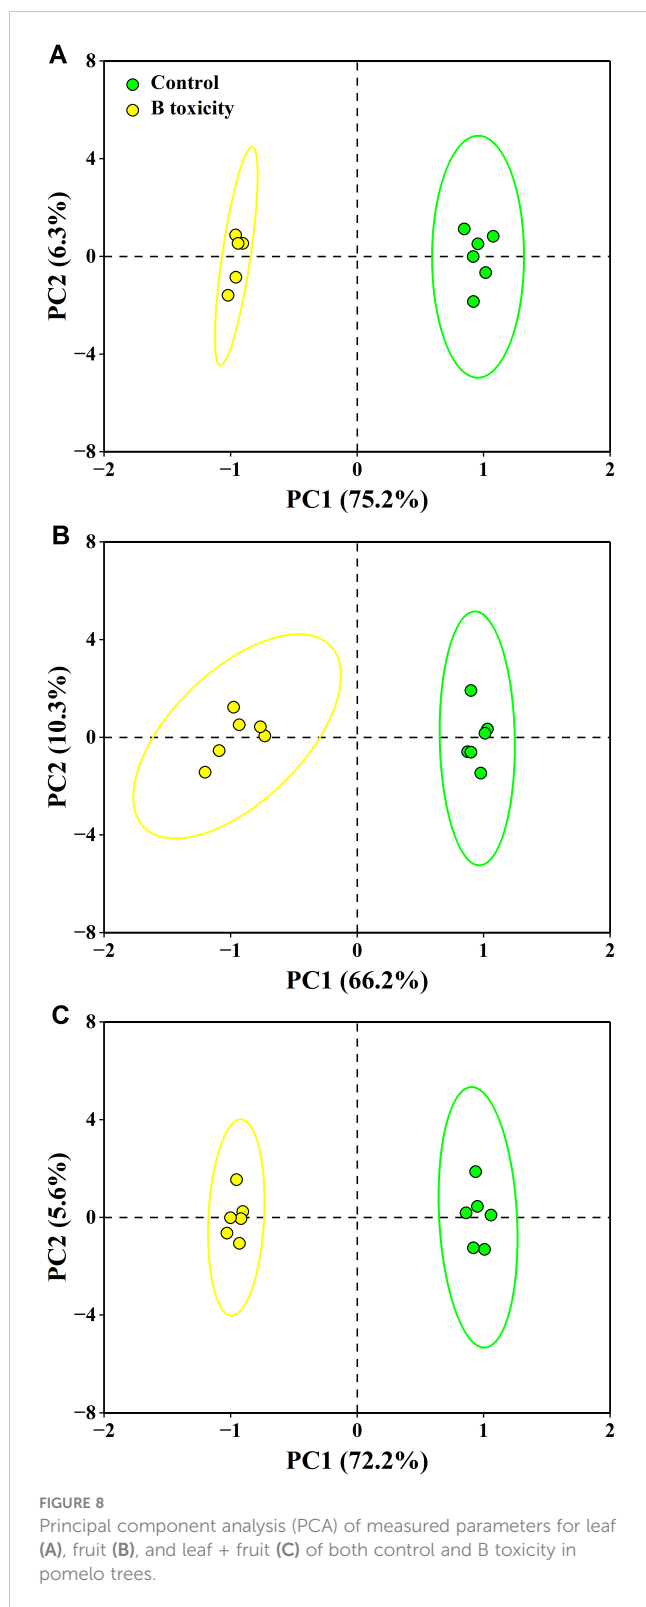 A
8
Control
B toxicity
4
PC2 (6.3%)
0
−4
−8
−2 −1 0 1 2
PC1 (75.2%)
B
8
4
PC2 (10.3%)
0
−4
−8
−2 −1 0 1 2
PC1 (66.2%)
C
8
4
PC2 (5.6%)
0
−4
−8
−2 −1 0 1 2
PC1 (72.2%)
FIGURE 8
Principal component analysis (PCA) of measured parameters for leaf
(A), fruit (B), and leaf + fruit (C) of both control and B toxicity in
pomelo trees.